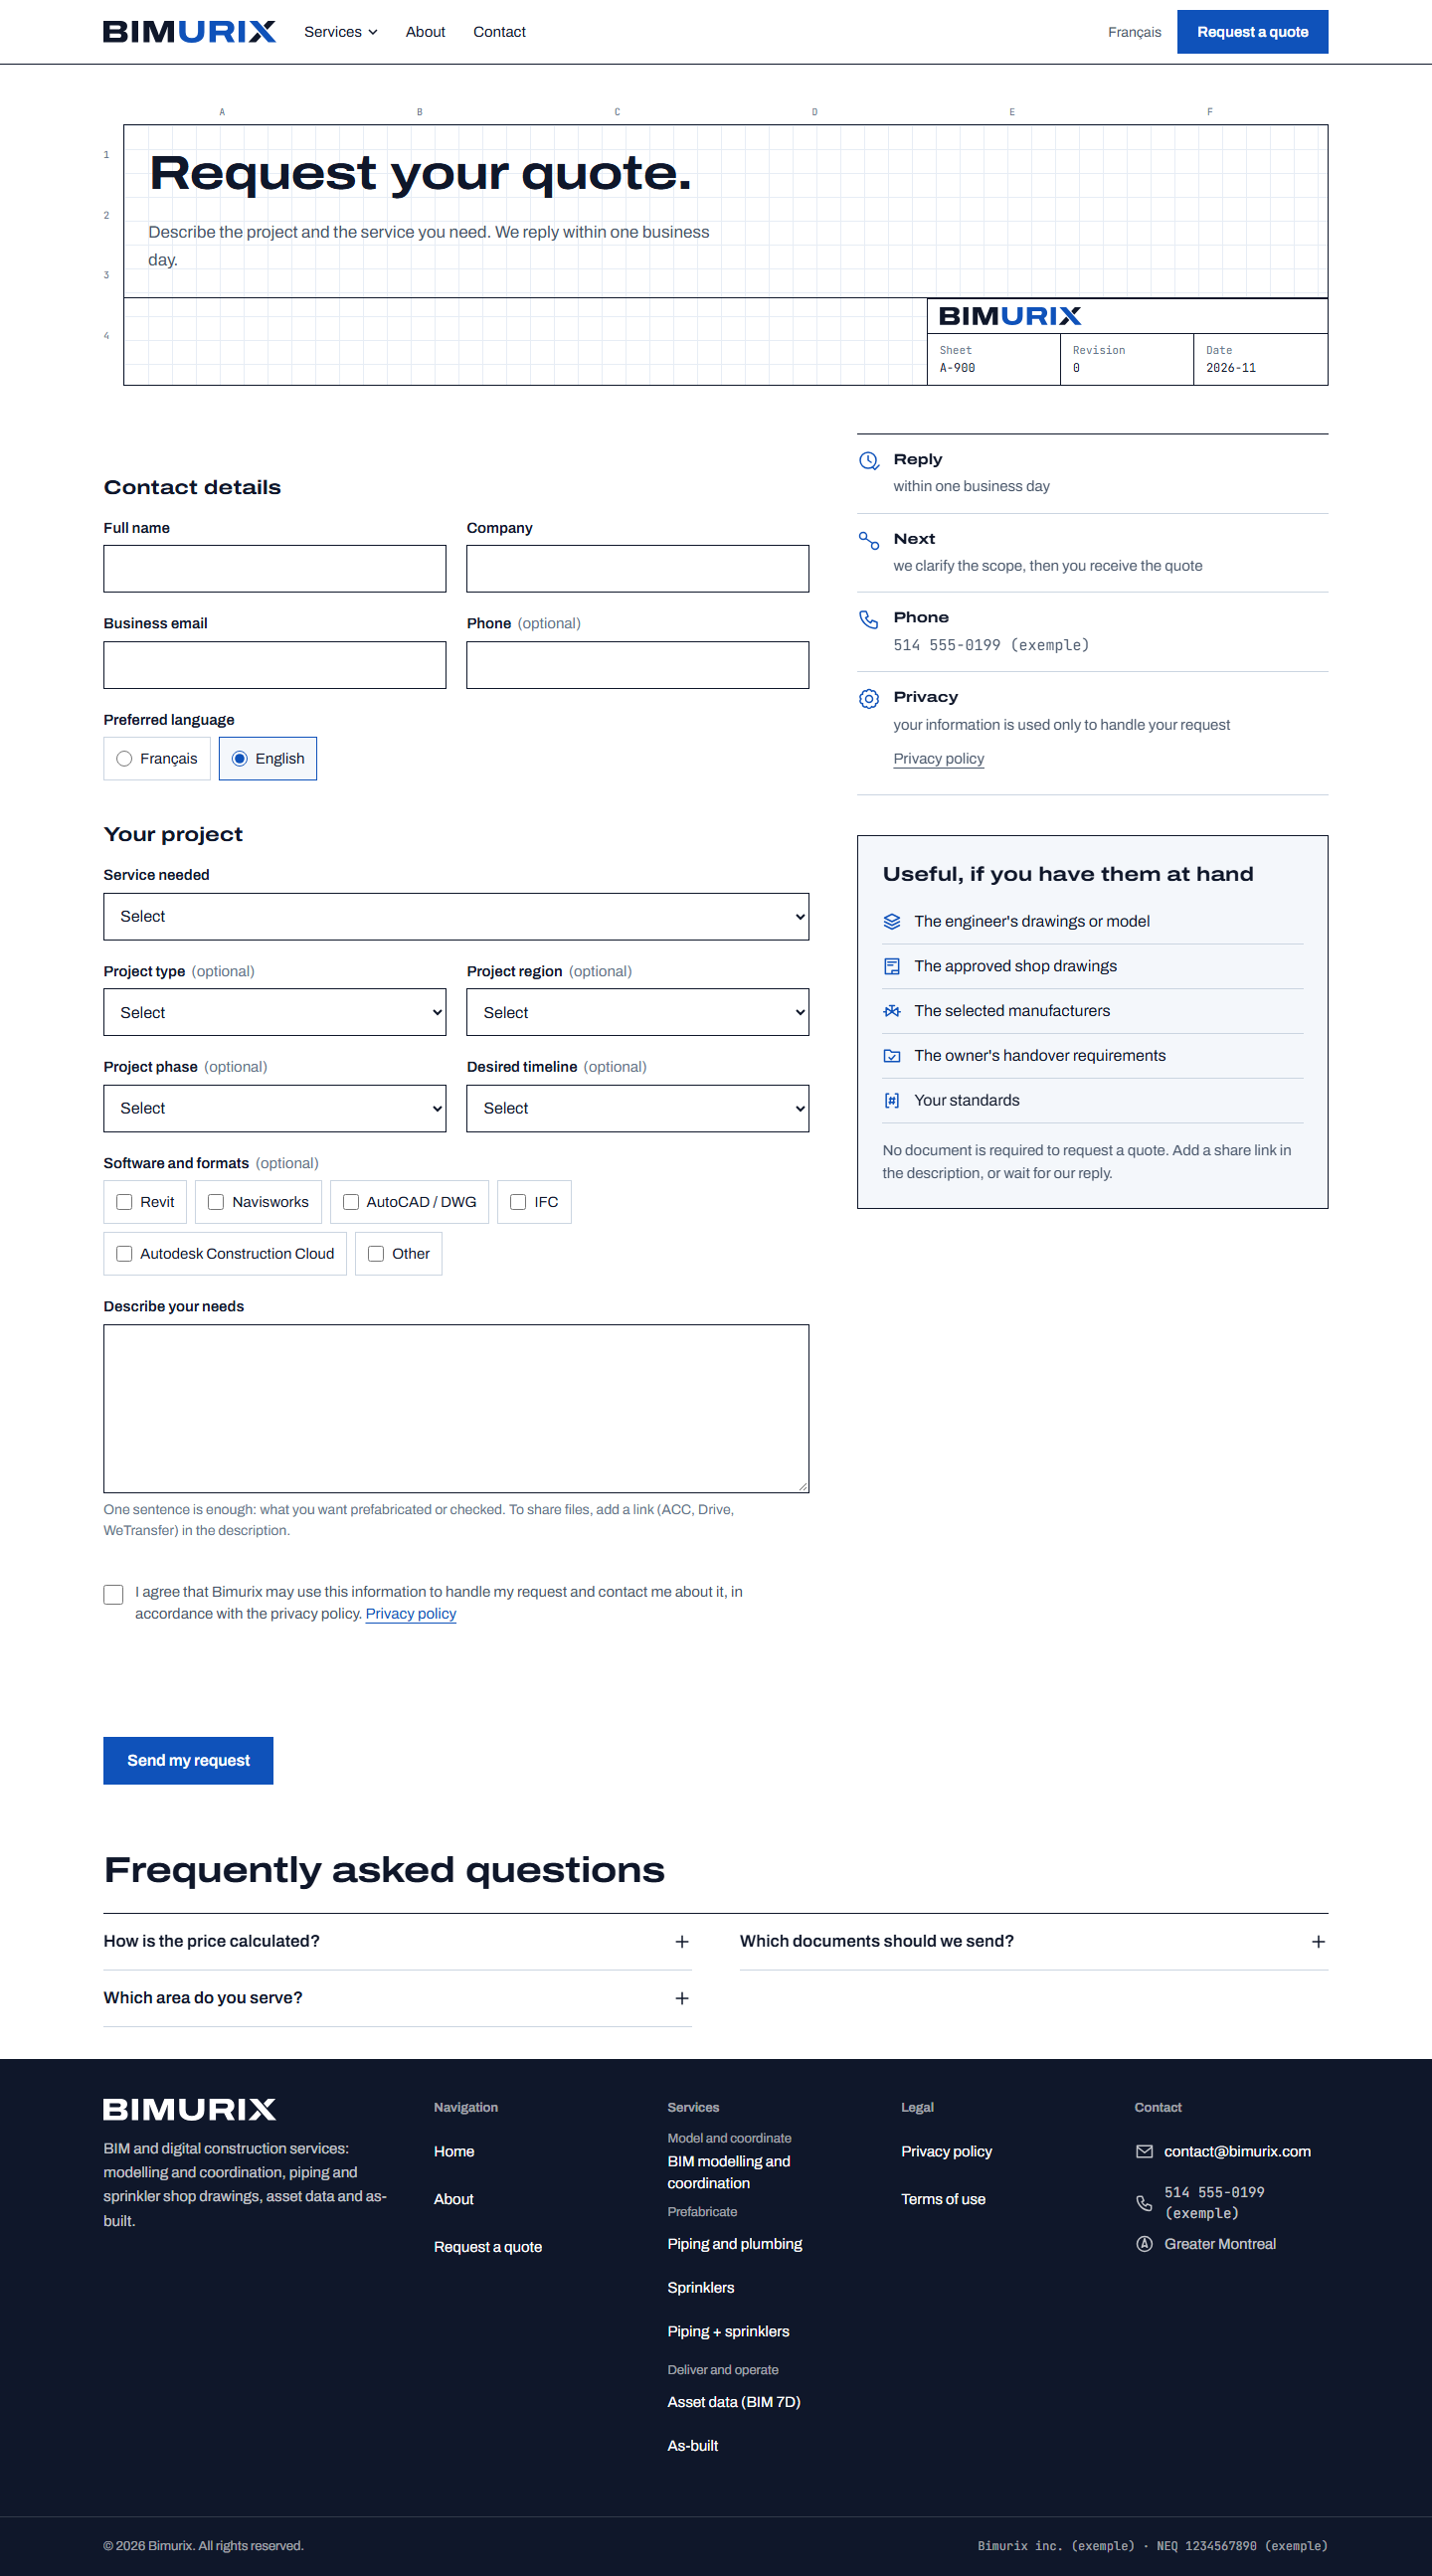 BIMURIX
Services
About
Contact
Français
Request a quote
A B C D E F
1
Request your quote.
2
Describe the project and the service you need. We reply within one business
day.
3
4
BIMURIX
Sheet Revision Date
A-900 0 2026-11
Contact details
Full name
Company
Business email
Phone (optional)
Preferred language
Français
English
Your project
Service needed
Select
Project type (optional)
Project region (optional)
Select
Select
Project phase (optional)
Desired timeline (optional)
Select
Select
Software and formats (optional)
Revit
Navisworks
AutoCAD / DWG
IFC
Autodesk Construction Cloud
Other
Describe your needs
One sentence is enough: what you want prefabricated or checked. To share files, add a link (ACC, Drive,
WeTransfer) in the description.
I agree that Bimurix may use this information to handle my request and contact me about it, in
accordance with the privacy policy. Privacy policy
Send my request
Reply
within one business day
Next
we clarify the scope, then you receive the quote
Phone
514 555-0199 (exemple)
Privacy
your information is used only to handle your request
Privacy policy
Useful, if you have them at hand
The engineer's drawings or model
The approved shop drawings
The selected manufacturers
The owner's handover requirements
Your standards
No document is required to request a quote. Add a share link in
the description, or wait for our reply.
Frequently asked questions
How is the price calculated?
Which documents should we send?
Which area do you serve?
BIMURIX
BIM and digital construction services:
modelling and coordination, piping and
sprinkler shop drawings, asset data and as-
built.
Navigation
Home
About
Request a quote
Services
Model and coordinate
BIM modelling and
coordination
Prefabricate
Piping and plumbing
Sprinklers
Piping + sprinklers
Deliver and operate
Asset data (BIM 7D)
As-built
Legal
Privacy policy
Terms of use
Contact
contact@bimurix.com
514 555-0199
(exemple)
Greater Montreal
© 2026 Bimurix. All rights reserved.
Bimurix inc. (exemple) · NEQ 1234567890 (exemple)